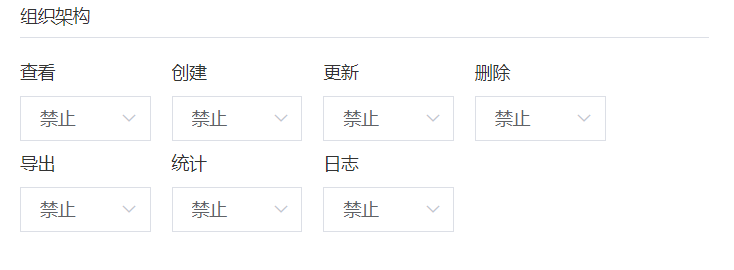 组织架构
查看 创建 更新 删除
禁止 禁止 禁止 禁止
导出 统计 日志
禁止 禁止 禁止